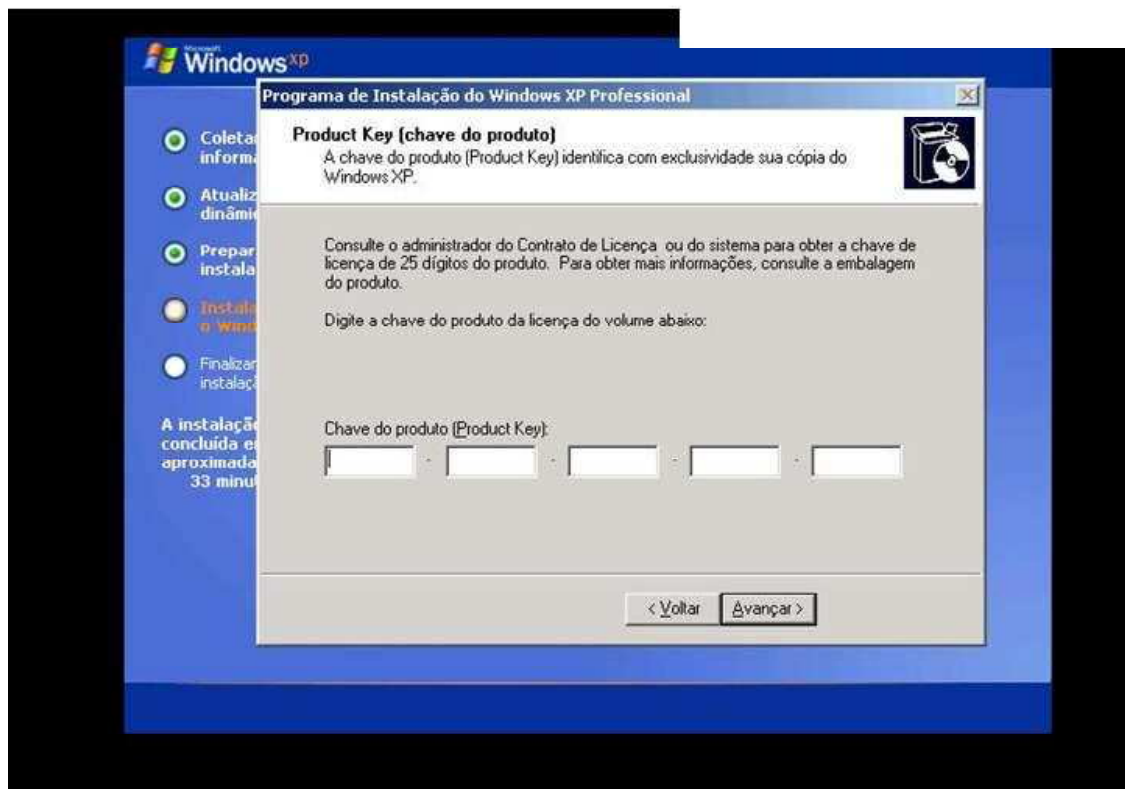 Microsoft
Windows xp
Programa de Instalação do Windows XP Professional
Product Key (chave do produto)
A chave do produto (Product Key) identifica com exclusividade sua cópia do
Windows XP.
Consulte o administrador do Contrato de Licença ou do sistema para obter a chave de
licença de 25 dígitos do produto. Para obter mais informações, consulte a embalagem
do produto.
Digite a chave do produto da licença do volume abaixo:
Chave do produto (Product Key):
- - - -
< Voltar
Avançar >
Coleta
inform
Atualiz
dinâmi
Prepar
instala
Instala
o Wind
Finalizar
instalaç
A instalaçã
concluída e
aproximada
33 minu